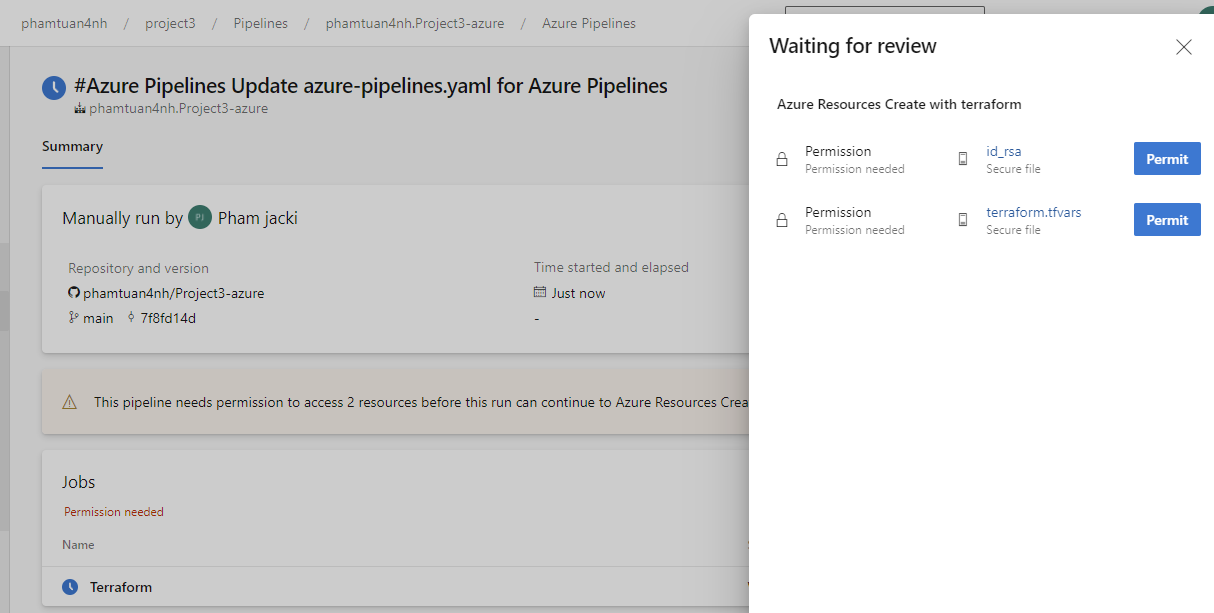 phamtuan4nh / project3 / Pipelines / phamtuan4nh.Project3-azure / Azure Pipelines
#Azure Pipelines Update azure-pipelines.yaml for Azure Pipelines
phamtuan4nh.Project3-azure
Summary
Manually run by PJ Pham jacki
Repository and version
phamtuan4nh/Project3-azure
main 7f8fd14d
Time started and elapsed
Just now
-
This pipeline needs permission to access 2 resources before this run can continue to Azure Resources Crea
Jobs
Permission needed
Name
Terraform
Waiting for review
Azure Resources Create with terraform
Permission
Permission needed
id_rsa
Secure file
Permit
Permission
Permission needed
terraform.tfvars
Secure file
Permit